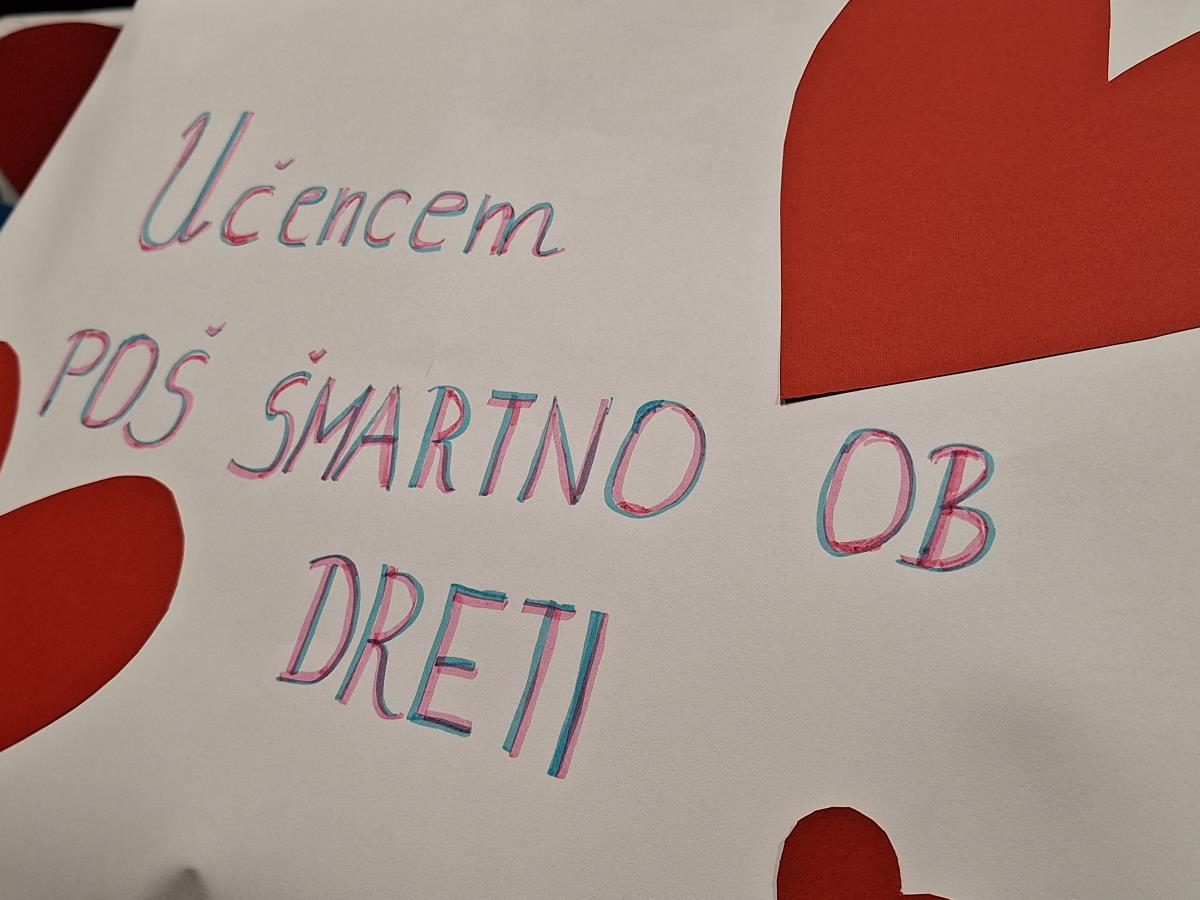 Učencem
POŠ ŠMARTNO OB
DRETI